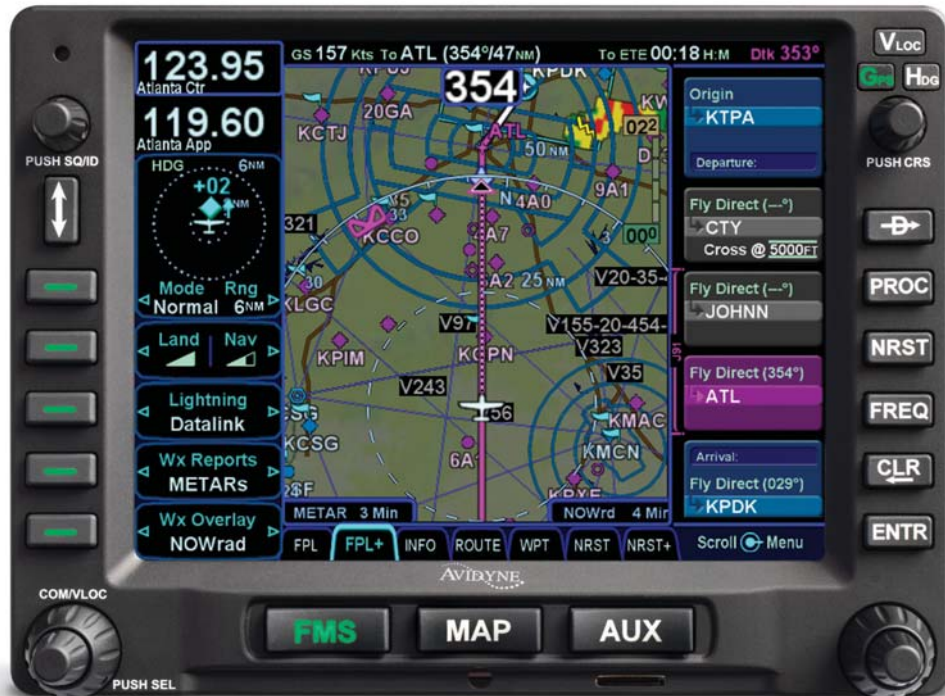 GS 157 Kts To ATL (354°/47NM) To ETE 00:18 H:M Dtk 353°
VLOC
GPS HDG
123.95
Atlanta Ctr
119.60
Atlanta App
PUSH SQ/ID
HDG 6NM
+02
Mode Rng
Normal 6NM
Land Nav
Lightning
Datalink
Wx Reports
METARs
Wx Overlay
NOWrad
354
KPDK
20GA
KCTJ
ATL
022
50 NM
9A1
N
4A0
33
321
KCCO
000
30
KLGC
25 NM
V20-35-4
V97
V155-20-454-
KPIM
V323
V243
V35
56
KCSG
KMAC
KMCN
METAR 3 Min
NOWrd 4 Min
FPL FPL+ INFO ROUTE WPT NRST NRST+
Origin
KTPA
Departure:
Fly Direct (---°)
CTY
Cross @ 5000FT
Fly Direct (---°)
JOHNN
J91
Fly Direct (354°)
ATL
Arrival:
Fly Direct (029°)
KPDK
Scroll Menu
PUSH CRS
D
PROC
NRST
FREQ
CLR
ENTR
AVIDYNE
COM/VLOC
PUSH SEL
FMS MAP AUX